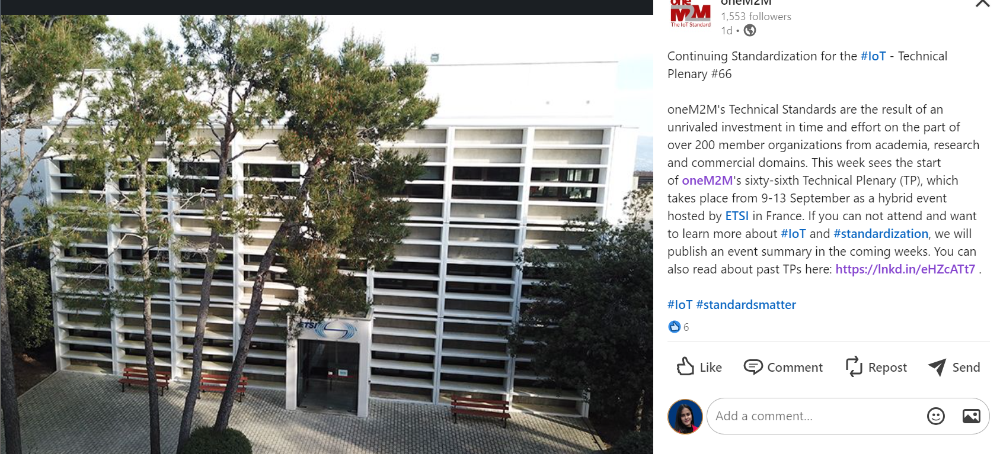 oneM2M
one
M2M
The IoT Standard
1,553 followers
1d •
Continuing Standardization for the #IoT - Technical
Plenary #66
oneM2M's Technical Standards are the result of an
unrivaled investment in time and effort on the part of
over 200 member organizations from academia, research
and commercial domains. This week sees the start
of oneM2M's sixty-sixth Technical Plenary (TP), which
takes place from 9-13 September as a hybrid event
hosted by ETSI in France. If you can not attend and want
to learn more about #IoT and #standardization, we will
publish an event summary in the coming weeks. You can
also read about past TPs here: https://lnkd.in/eHZcATt7 .
#IoT #standardsmatter
6
Like Comment Repost Send
Add a comment...
ETSI